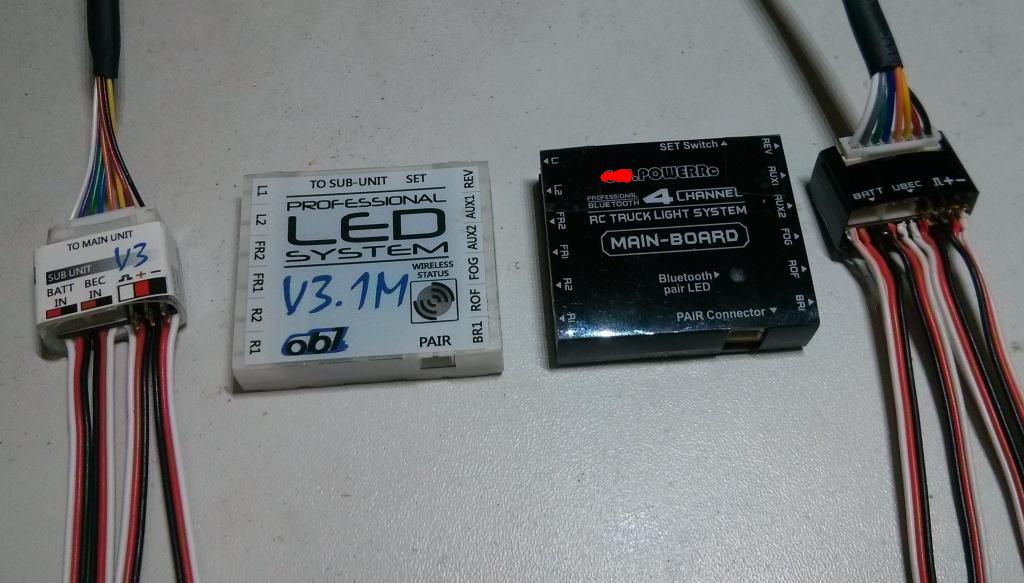 TO MAIN UNIT
SUB UNIT
V3
BATT IN
BEC IN
+ -
TO SUB-UNIT SET
PROFESSIONAL
LED
SYSTEM
WIRELESS
STATUS
V3.1M
PAIR
L1
L2
FR2
FR1
R2
R1
REV
AUX1
AUX2
FOG
ROF
BR1
SET Switch ▲
.POWERRC
PROFESSIONAL
BLUETOOTH
4 CHANNEL
RC TRUCK LIGHT SYSTEM
MAIN-BOARD
Bluetooth ▶
pair LED
PAIR Connector ▼
L1
L2
FR2
FR1
R2
R1
REV
AUX1
AUX2
FOG
ROF
BR1
BATT UBEC + -